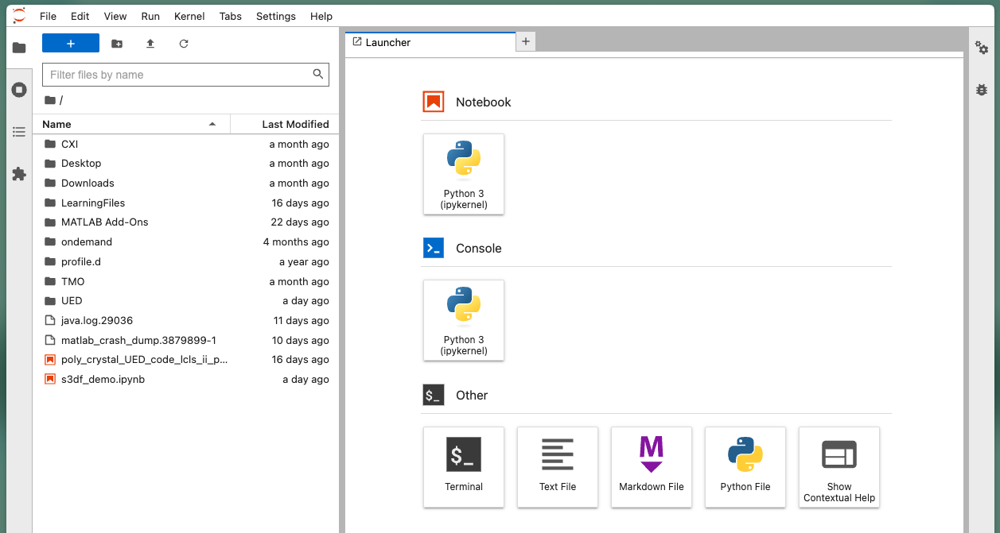 File Edit View Run Kernel Tabs Settings Help
+
Launcher
+
Filter files by name
/
Name Last Modified
CXI a month ago
Desktop a month ago
Downloads a month ago
LearningFiles 16 days ago
MATLAB Add-Ons 22 days ago
ondemand 4 months ago
profile.d a year ago
TMO a month ago
UED a day ago
java.log.29036 11 days ago
matlab_crash_dump.3879899-1 10 days ago
poly_crystal_UED_code_lcls_ii_p... 16 days ago
s3df_demo.ipynb a day ago
Notebook
Python 3
(ipykernel)
Console
Python 3
(ipykernel)
$_ Other
$_
Terminal
Text File
M
Markdown File
Python File
Show
Contextual Help